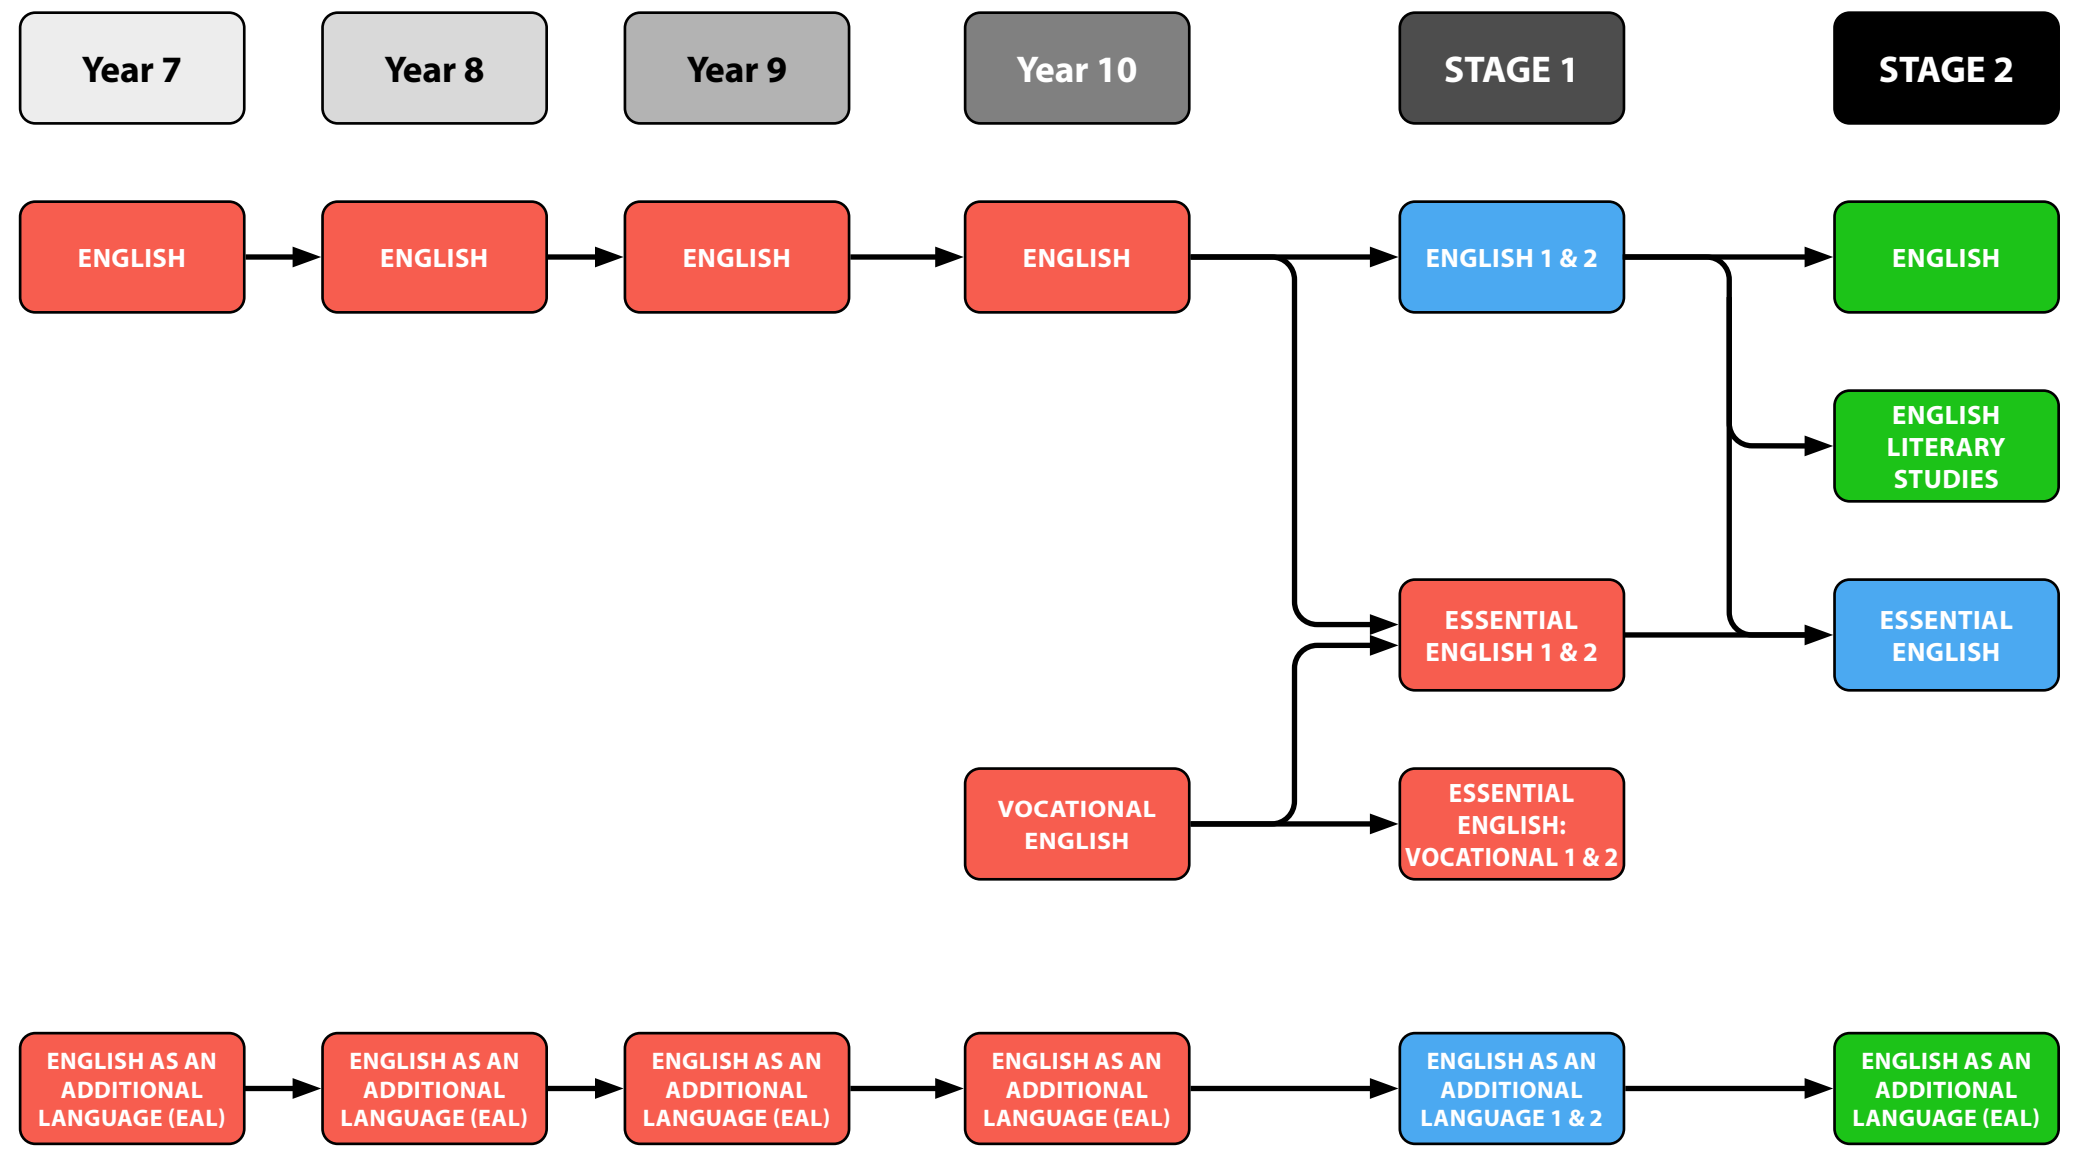 Year 7
Year 8
Year 9
Year 10
STAGE 1
STAGE 2
ENGLISH
ENGLISH
ENGLISH
ENGLISH
ENGLISH 1 & 2
ENGLISH
ENGLISH
LITERARY
STUDIES
ESSENTIAL
ENGLISH 1 & 2
ESSENTIAL
ENGLISH
VOCATIONAL
ENGLISH
ESSENTIAL
ENGLISH:
VOCATIONAL 1 & 2
ENGLISH AS AN
ADDITIONAL
LANGUAGE (EAL)
ENGLISH AS AN
ADDITIONAL
LANGUAGE (EAL)
ENGLISH AS AN
ADDITIONAL
LANGUAGE (EAL)
ENGLISH AS AN
ADDITIONAL
LANGUAGE (EAL)
ENGLISH AS AN
ADDITIONAL
LANGUAGE 1 & 2
ENGLISH AS AN
ADDITIONAL
LANGUAGE (EAL)